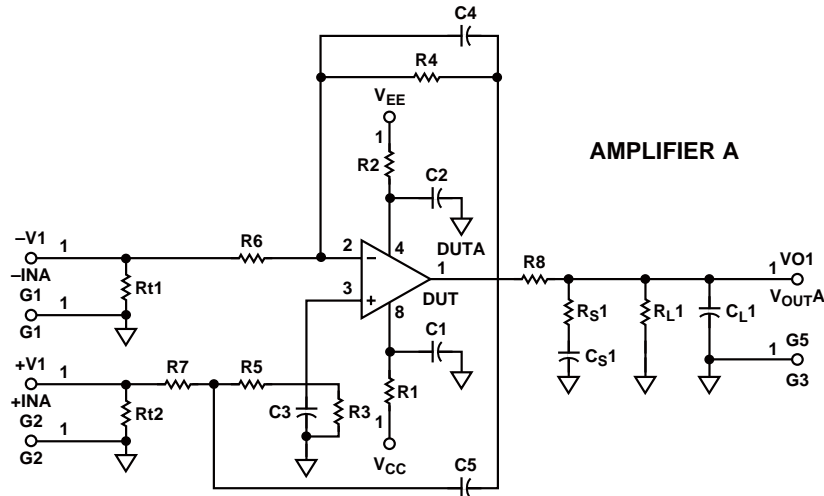 C4
R4
VEE
1
R2
AMPLIFIER A
C2
–V1
1
R6
2
–
4
DUTA
1
R8
VO1
1
–INA
Rt1
3
+
DUT
VOUTA
G1
G1
1
8
RS1
RL1
CL1
C1
G5
1
G3
+V1
1
R7
R5
CS1
+INA
Rt2
C3
R3
R1
G2
G2
1
1
VCC
C5